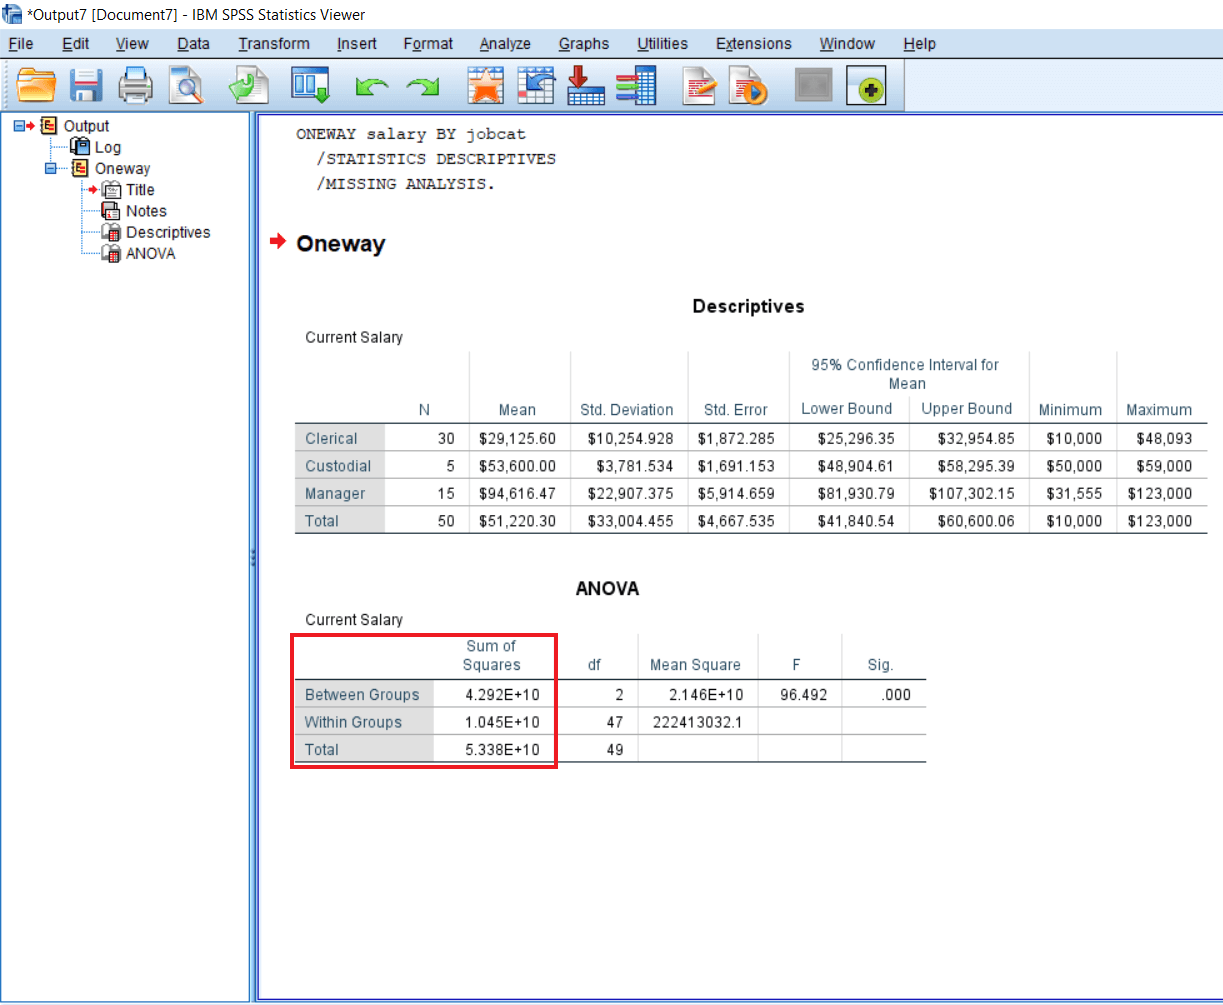 *Output7 [Document7] - IBM SPSS Statistics Viewer
File Edit View Data Transform Insert Format Analyze Graphs Utilities Extensions Window Help
Output
Log
Oneway
Title
Notes
Descriptives
ANOVA
ONEWAY salary BY jobcat
/STATISTICS DESCRIPTIVES
/MISSING ANALYSIS.
Oneway
Descriptives
Current Salary
95% Confidence Interval for
Mean
N Mean Std. Deviation Std. Error Lower Bound Upper Bound Minimum Maximum
Clerical 30 $29,125.60 $10,254.928 $1,872.285 $25,296.35 $32,954.85 $10,000 $48,093
Custodial 5 $53,600.00 $3,781.534 $1,691.153 $48,904.61 $58,295.39 $50,000 $59,000
Manager 15 $94,616.47 $22,907.375 $5,914.659 $81,930.79 $107,302.15 $31,555 $123,000
Total 50 $51,220.30 $33,004.455 $4,667.535 $41,840.54 $60,600.06 $10,000 $123,000
ANOVA
Current Salary
Sum of
Squares df Mean Square F Sig.
Between Groups 4.292E+10 2 2.146E+10 96.492 .000
Within Groups 1.045E+10 47 222413032.1
Total 5.338E+10 49